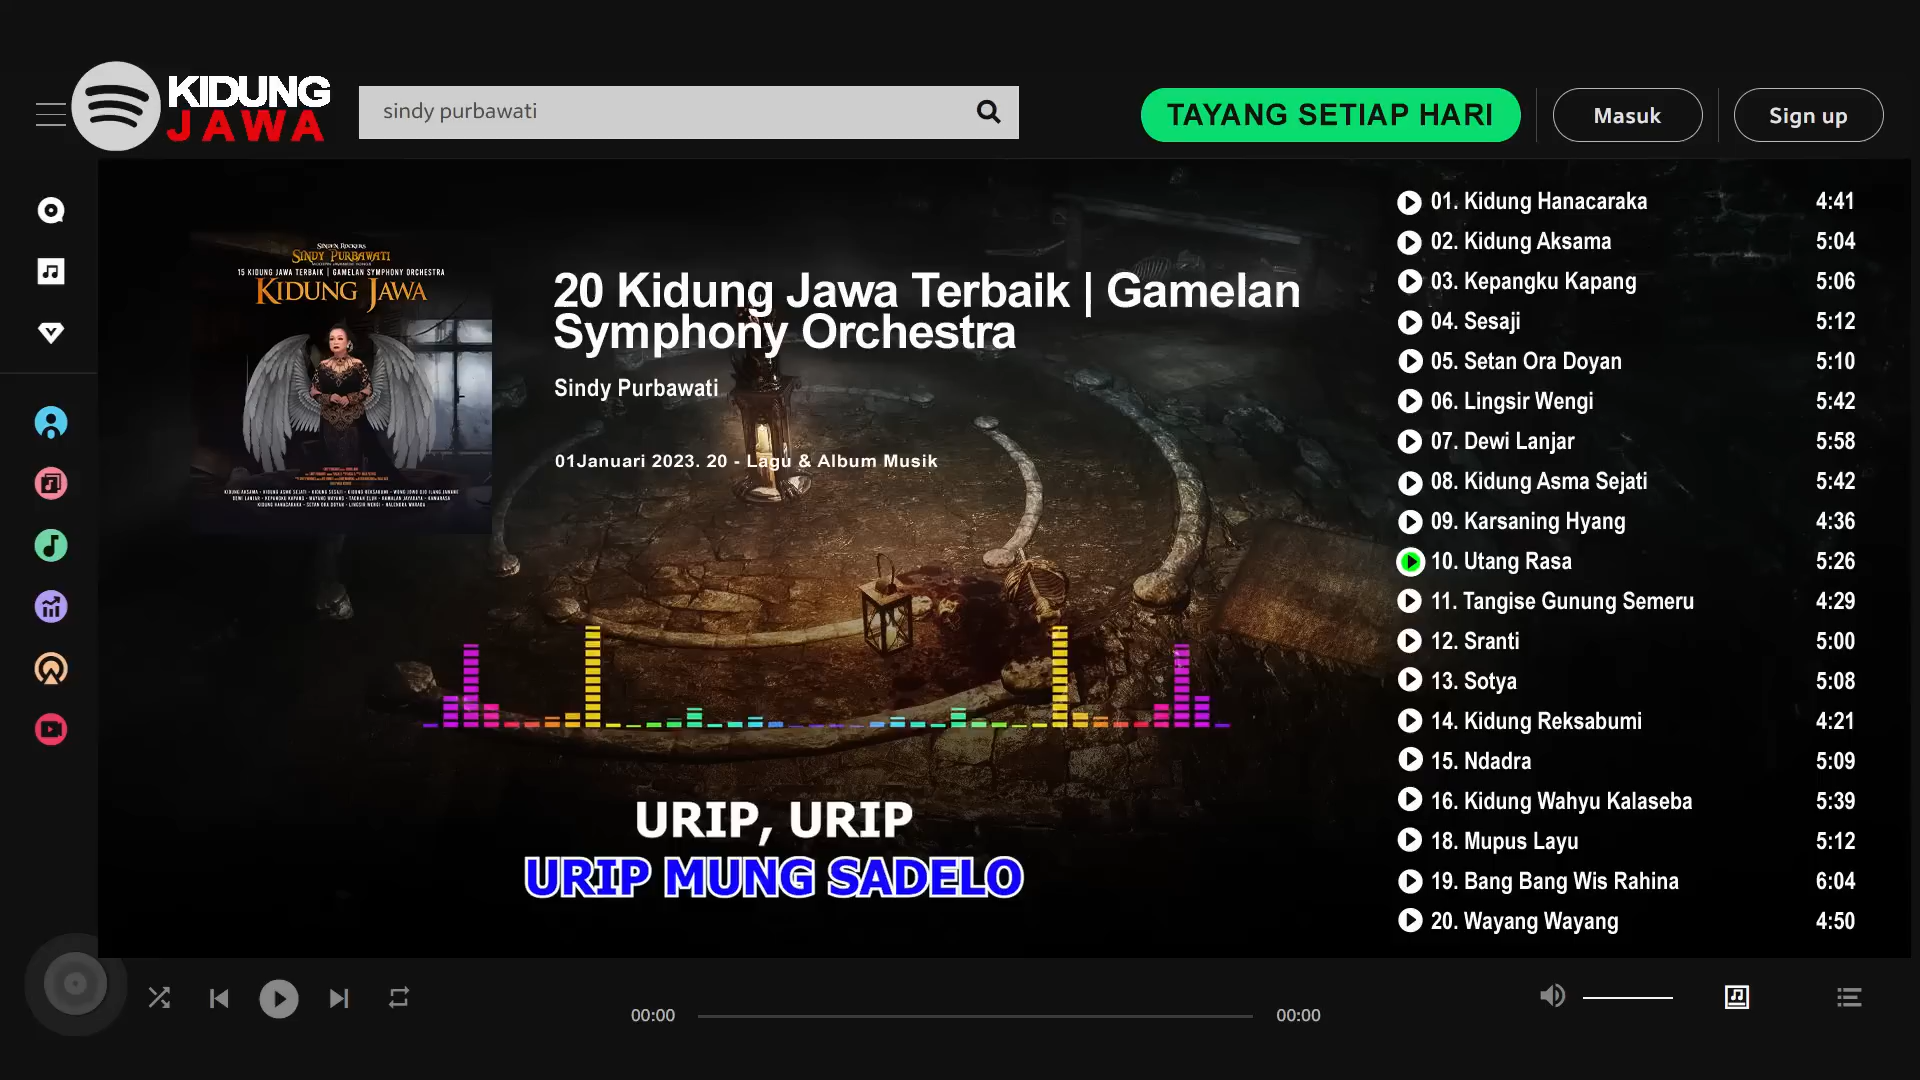 KIDUNG
JAWA
sindy purbawati
TAYANG SETIAP HARI
Masuk
Sign up
SINDEN ROCKERS
SINDY PURBAWATI
15 KIDUNG JAWA TERBAIK | GAMELAN SYMPHONY ORCHESTRA
KIDUNG JAWA
20 Kidung Jawa Terbaik | Gamelan
Symphony Orchestra
Sindy Purbawati
01Januari 2023. 20 - Lagu & Album Musik
01. Kidung Hanacaraka 4:41
02. Kidung Aksama 5:04
03. Kepangku Kapang 5:06
04. Sesaji 5:12
05. Setan Ora Doyan 5:10
06. Lingsir Wengi 5:42
07. Dewi Lanjar 5:58
08. Kidung Asma Sejati 5:42
09. Karsaning Hyang 4:36
10. Utang Rasa 5:26
11. Tangise Gunung Semeru 4:29
12. Sranti 5:00
13. Sotya 5:08
14. Kidung Reksabumi 4:21
15. Ndadra 5:09
16. Kidung Wahyu Kalaseba 5:39
18. Mupus Layu 5:12
19. Bang Bang Wis Rahina 6:04
20. Wayang Wayang 4:50
URIP, URIP
URIP MUNG SADELO
00:00
00:00